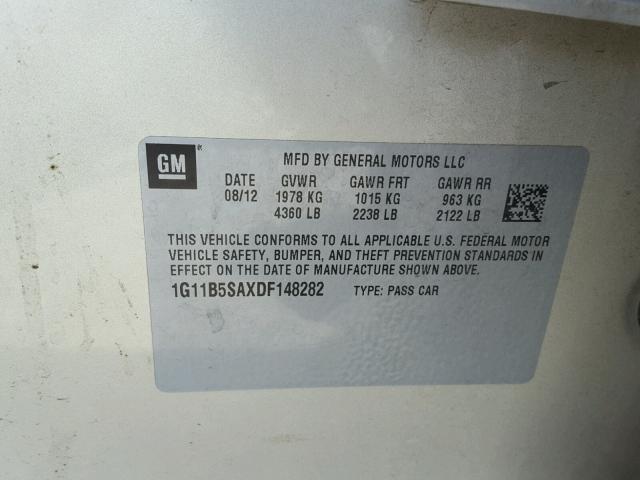 GM
MFD BY GENERAL MOTORS LLC
DATE GVWR GAWR FRT GAWR RR
08/12 1978 KG 1015 KG 963 KG
4360 LB 2238 LB 2122 LB
THIS VEHICLE CONFORMS TO ALL APPLICABLE U.S. FEDERAL MOTOR
VEHICLE SAFETY, BUMPER, AND THEFT PREVENTION STANDARDS IN
EFFECT ON THE DATE OF MANUFACTURE SHOWN ABOVE.
1G11B5SAXDF148282 TYPE: PASS CAR